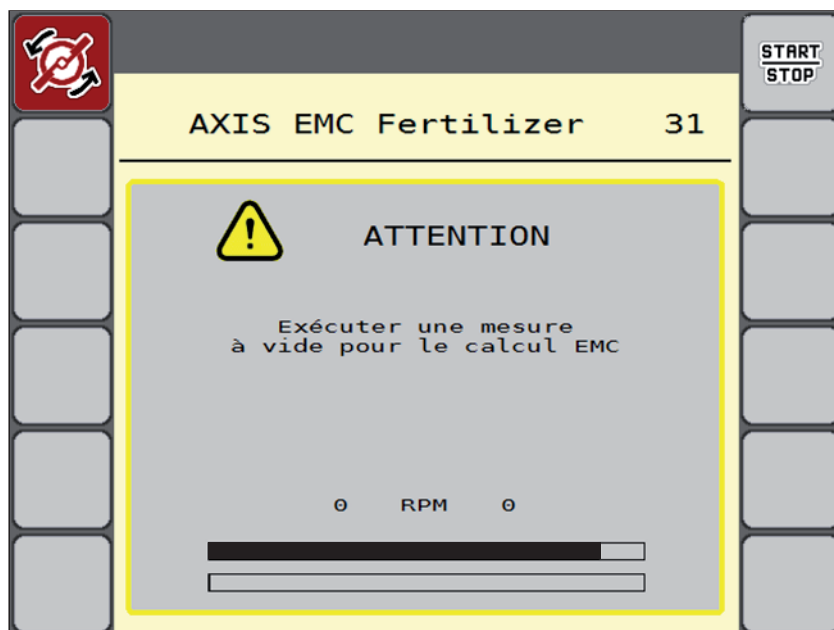 START
STOP
AXIS EMC Fertilizer 31
ATTENTION
Exécuter une mesure
à vide pour le calcul EMC
0 RPM 0